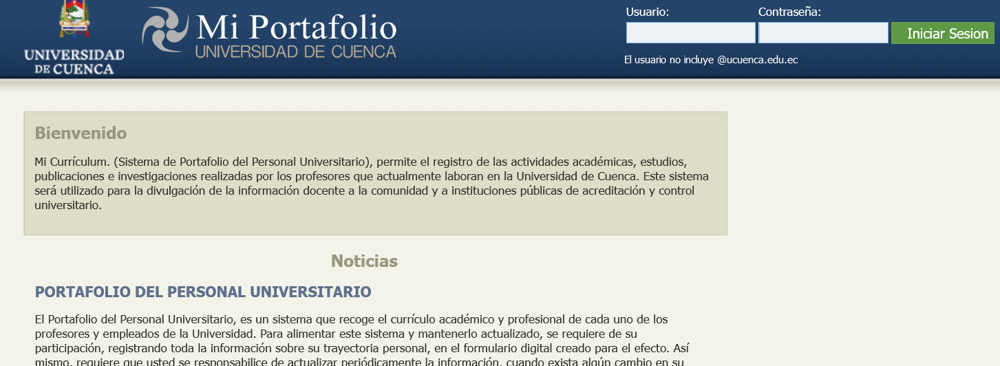 UNIVERSIDAD
DE CUENCA
Mi Portafolio
UNIVERSIDAD DE CUENCA
Usuario:
Contraseña:
Iniciar Sesion
El usuario no incluye @ucuenca.edu.ec
Bienvenido
Mi Currículum. (Sistema de Portafolio del Personal Universitario), permite el registro de las actividades académicas, estudios,
publicaciones e investigaciones realizadas por los profesores que actualmente laboran en la Universidad de Cuenca. Este sistema
será utilizado para la divulgación de la información docente a la comunidad y a instituciones públicas de acreditación y control
universitario.
Noticias
PORTAFOLIO DEL PERSONAL UNIVERSITARIO
El Portafolio del Personal Universitario, es un sistema que recoge el currículo académico y profesional de cada uno de los
profesores y empleados de la Universidad. Para alimentar este sistema y mantenerlo actualizado, se requiere de su
participación, registrando toda la información sobre su trayectoria personal, en el formulario digital creado para el efecto. Así
mismo, requiere que usted se responsabilice de actualizar periódicamente la información, cuando exista algún cambio en su